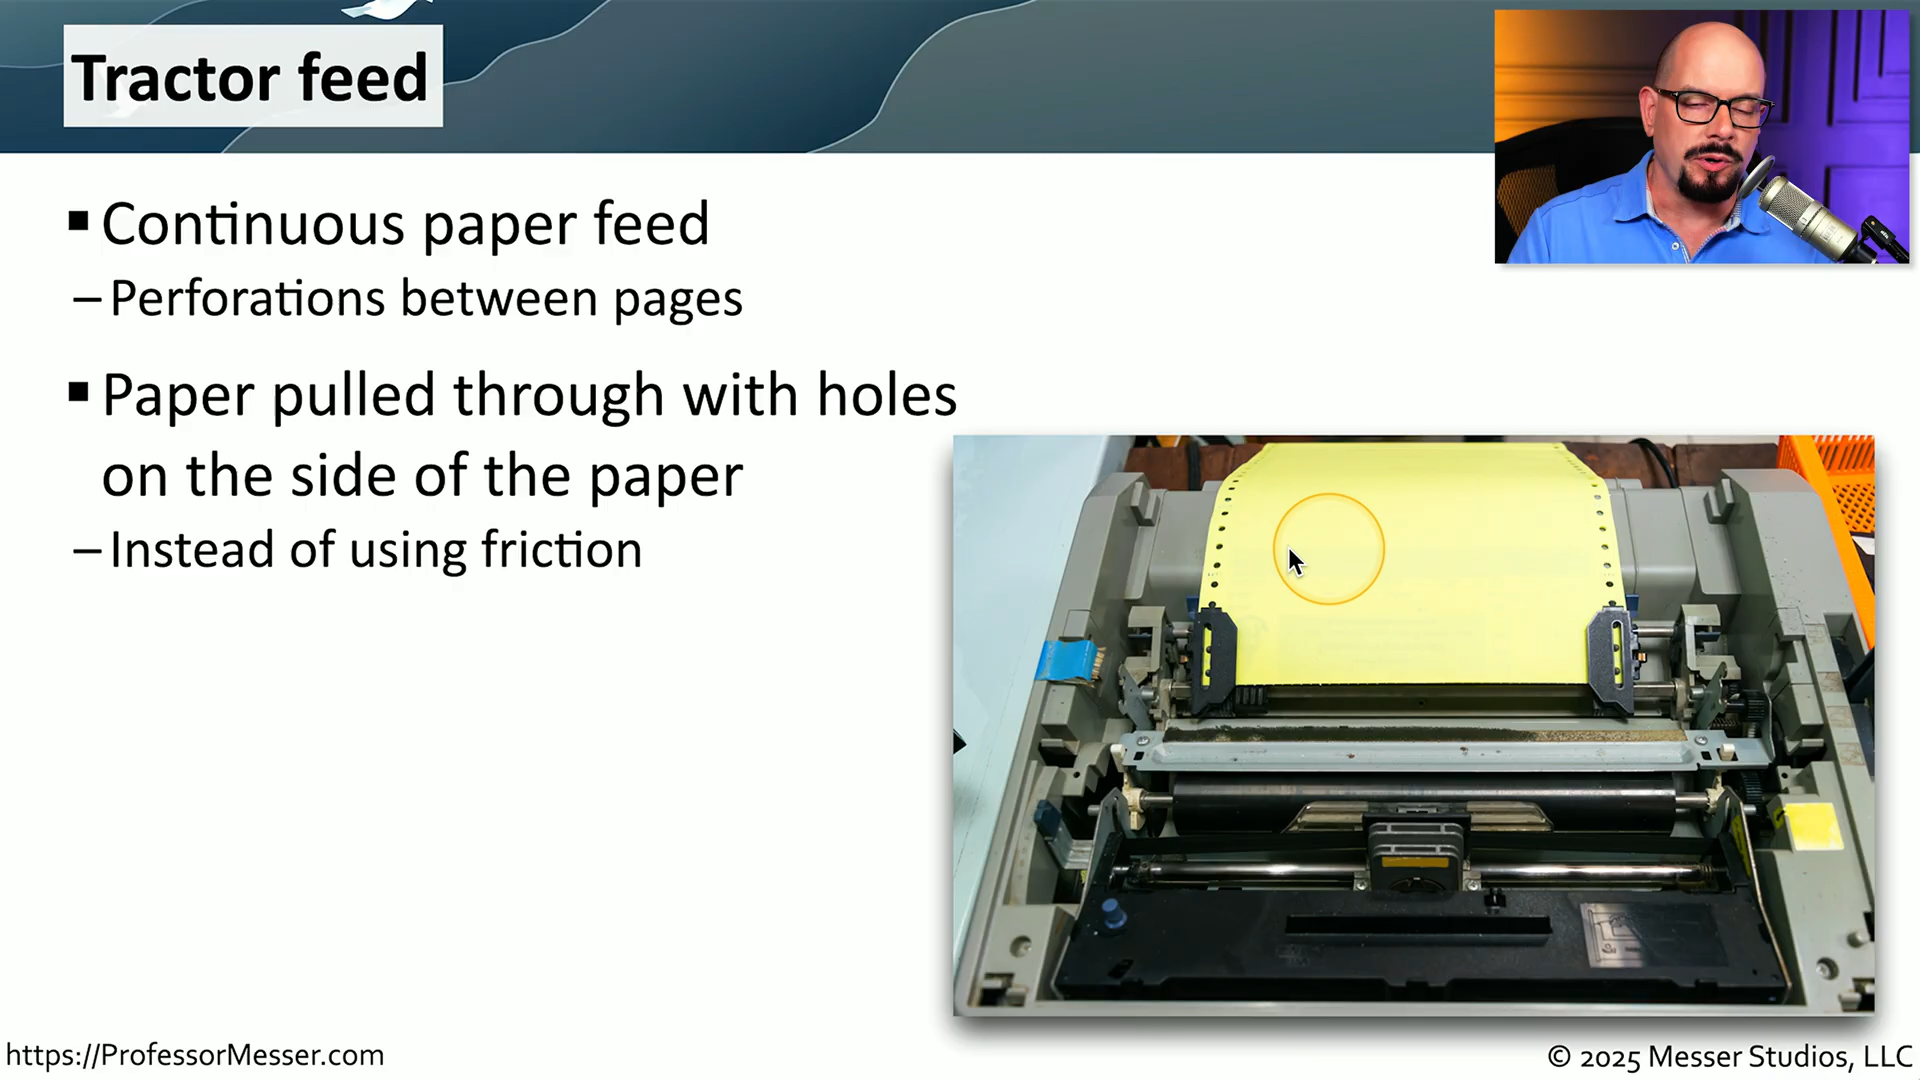 Tractor feed
■ Continuous paper feed
– Perforations between pages
■ Paper pulled through with holes
on the side of the paper
– Instead of using friction
https://ProfessorMesser.com
© 2025 Messer Studios, LLC